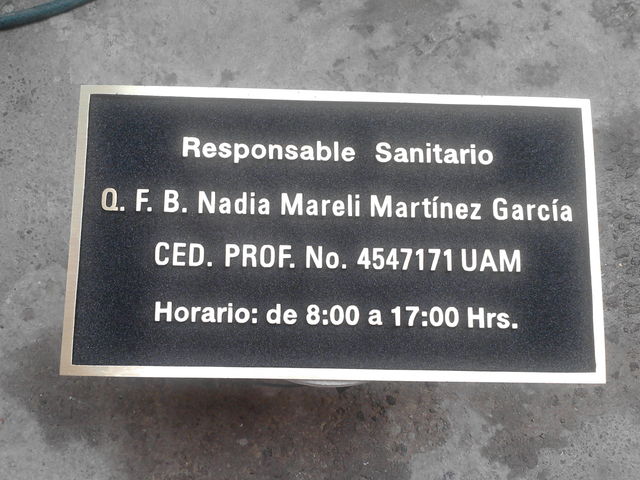 Responsable Sanitario
Q. F. B. Nadia Mareli Martínez García
CED. PROF. No. 4547171 UAM
Horario: de 8:00 a 17:00 Hrs.